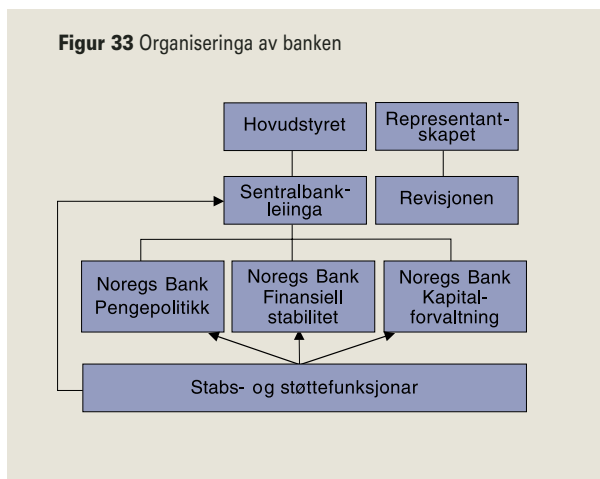 Figur 33 Organiseringa av banken
Hovudstyret
Representant-
skapet
Sentralbank-
leiinga
Revisjonen
Noregs Bank
Pengepolitikk
Noregs Bank
Finansiell
stabilitet
Noregs Bank
Kapital-
forvaltning
Stabs- og støttefunksjonar